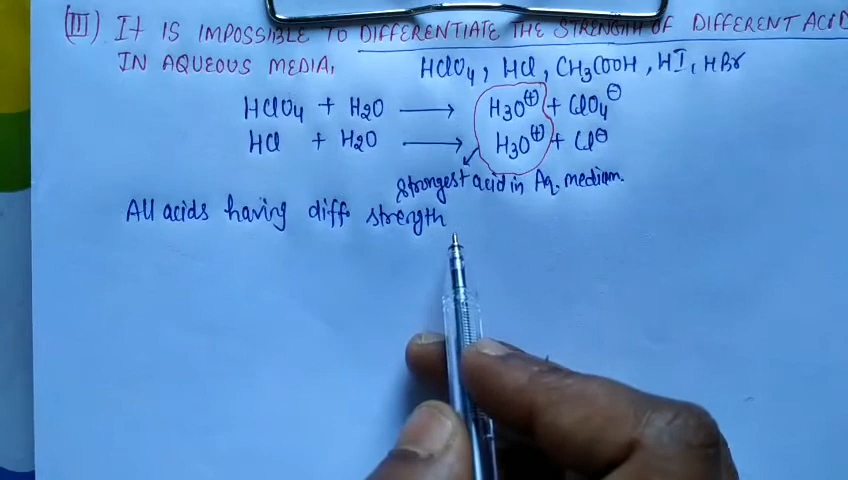 (III) It IS IMPOSSIBLE TO DIFFERENTIATE THE STRENGTH OF DIFFERENT ACID
IN AQUEOUS MEDIA, HClO₄, HCl, CH₃COOH, HI, HBr
HClO₄ + H₂O ⟶ H₃O⊕ + ClO₄⊖
HCl + H₂O ⟶ H₃O⊕ + Cl⊖
Strongest acid in Aq. medium.
All acids having diff. strength